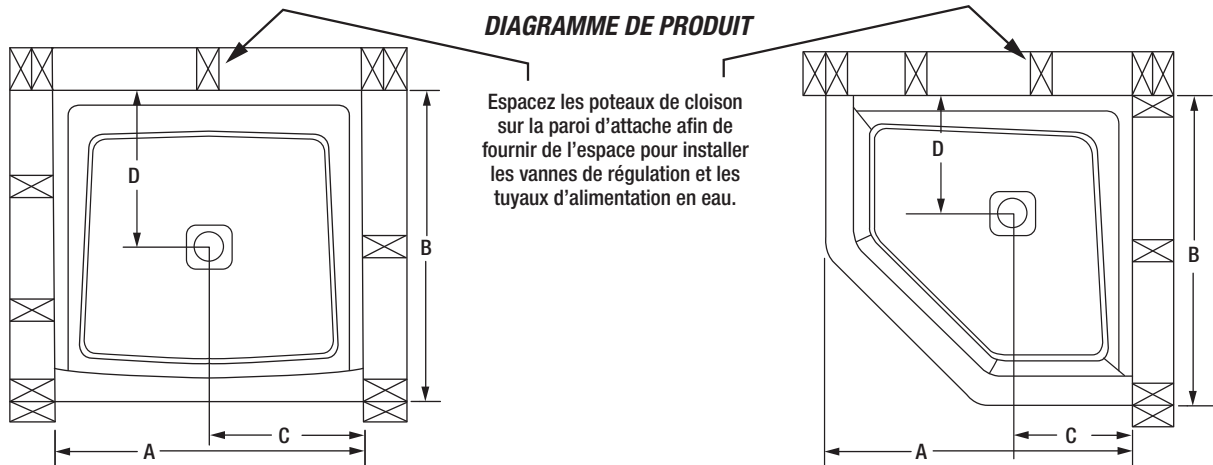 DIAGRAMME DE PRODUIT
Espacez les poteaux de cloison
sur la paroi d'attache afin de
fournir de l'espace pour installer
les vannes de régulation et les
tuyaux d'alimentation en eau.
D
B
C
A
D
B
C
A